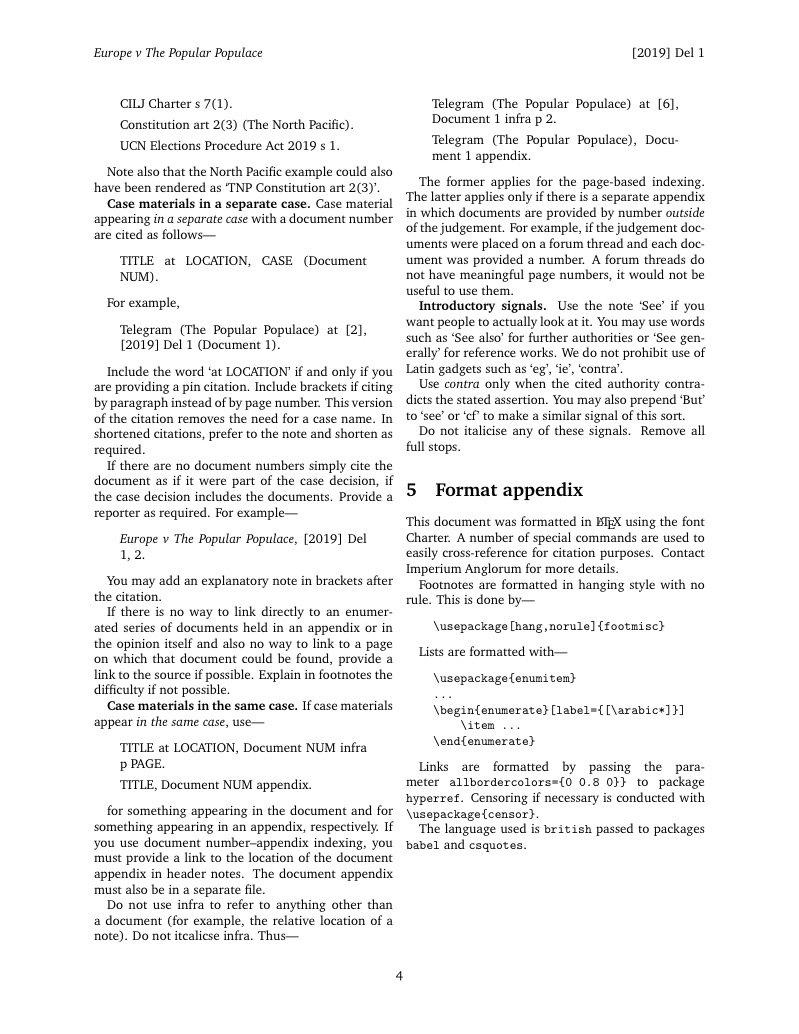 Europe v The Popular Populace
[2019] Del 1
CILJ Charter s 7(1).
Constitution art 2(3) (The North Pacific).
UCN Elections Procedure Act 2019 s 1.
Note also that the North Pacific example could also
have been rendered as ‘TNP Constitution art 2(3)’.
Case materials in a separate case. Case material
appearing in a separate case with a document number
are cited as follows—
TITLE at LOCATION, CASE (Document
NUM).
For example,
Telegram (The Popular Populace) at [2],
[2019] Del 1 (Document 1).
Include the word ‘at LOCATION’ if and only if you
are providing a pin citation. Include brackets if citing
by paragraph instead of by page number. This version
of the citation removes the need for a case name. In
shortened citations, prefer to the note and shorten as
required.
If there are no document numbers simply cite the
document as if it were part of the case decision, if
the case decision includes the documents. Provide a
reporter as required. For example—
Europe v The Popular Populace, [2019] Del
1, 2.
You may add an explanatory note in brackets after
the citation.
If there is no way to link directly to an enumer-
ated series of documents held in an appendix or in
the opinion itself and also no way to link to a page
on which that document could be found, provide a
link to the source if possible. Explain in footnotes the
difficulty if not possible.
Case materials in the same case. If case materials
appear in the same case, use—
TITLE at LOCATION, Document NUM infra
p PAGE.
TITLE, Document NUM appendix.
for something appearing in the document and for
something appearing in an appendix, respectively. If
you use document number–appendix indexing, you
must provide a link to the location of the document
appendix in header notes. The document appendix
must also be in a separate file.
Do not use infra to refer to anything other than
a document (for example, the relative location of a
note). Do not itcalicse infra. Thus—
Telegram (The Popular Populace) at [6],
Document 1 infra p 2.
Telegram (The Popular Populace), Docu-
ment 1 appendix.
The former applies for the page-based indexing.
The latter applies only if there is a separate appendix
in which documents are provided by number outside
of the judgement. For example, if the judgement doc-
uments were placed on a forum thread and each doc-
ument was provided a number. A forum threads do
not have meaningful page numbers, it would not be
useful to use them.
Introductory signals. Use the note ‘See’ if you
want people to actually look at it. You may use words
such as ‘See also’ for further authorities or ‘See gen-
erally’ for reference works. We do not prohibit use of
Latin gadgets such as ‘eg’, ‘ie’, ‘contra’.
Use contra only when the cited authority contra-
dicts the stated assertion. You may also prepend ‘But’
to ‘see’ or ‘cf’ to make a similar signal of this sort.
Do not italicise any of these signals. Remove all
full stops.
5 Format appendix
This document was formatted in LATEX using the font
Charter. A number of special commands are used to
easily cross-reference for citation purposes. Contact
Imperium Anglorum for more details.
Footnotes are formatted in hanging style with no
rule. This is done by—
\usepackage[hang,norule]{footmisc}
Lists are formatted with—
\usepackage{enumitem}
...
\begin{enumerate}[label={[\arabic*]}]
\item ...
\end{enumerate}
Links are formatted by passing the para-
meter allbordercolors={0 0.8 0}} to package
hyperref. Censoring if necessary is conducted with
\usepackage{censor}.
The language used is british passed to packages
babel and csquotes.
4